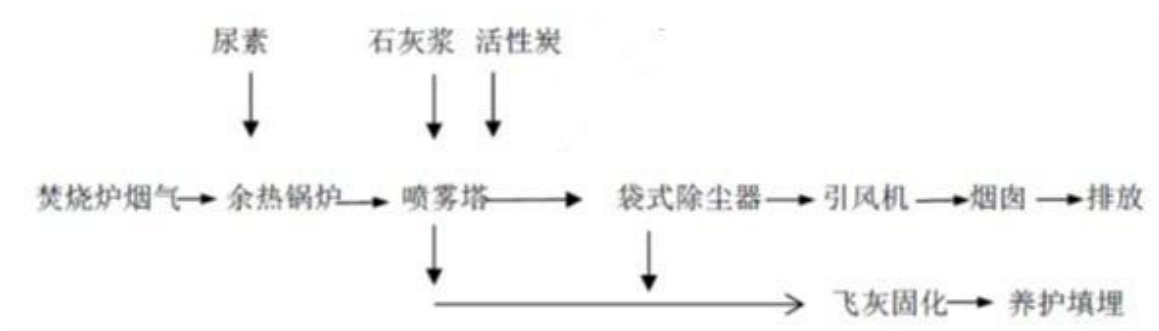 尿素 石灰浆 活性炭
焚烧炉烟气 余热锅炉 喷雾塔 袋式除尘器 引风机 烟囱 排放
飞灰固化 养护填埋